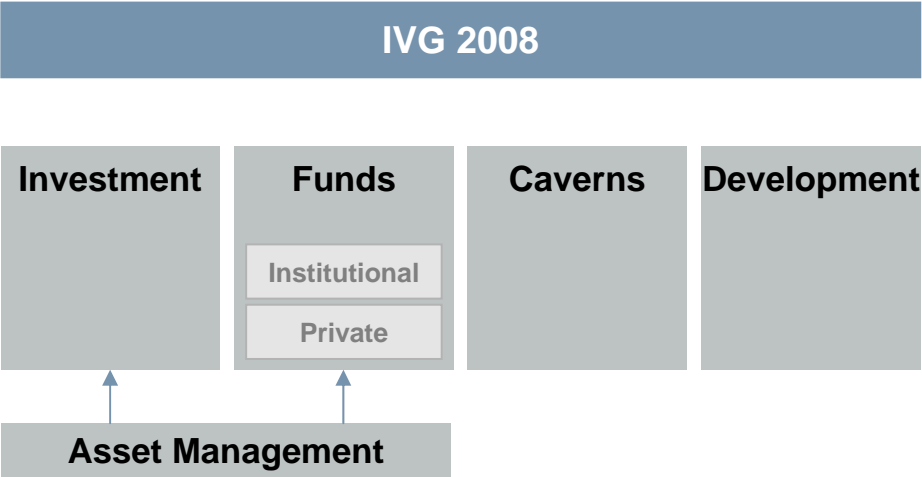 IVG 2008
Investment
Funds
Caverns
Development
Institutional
Private
Asset Management